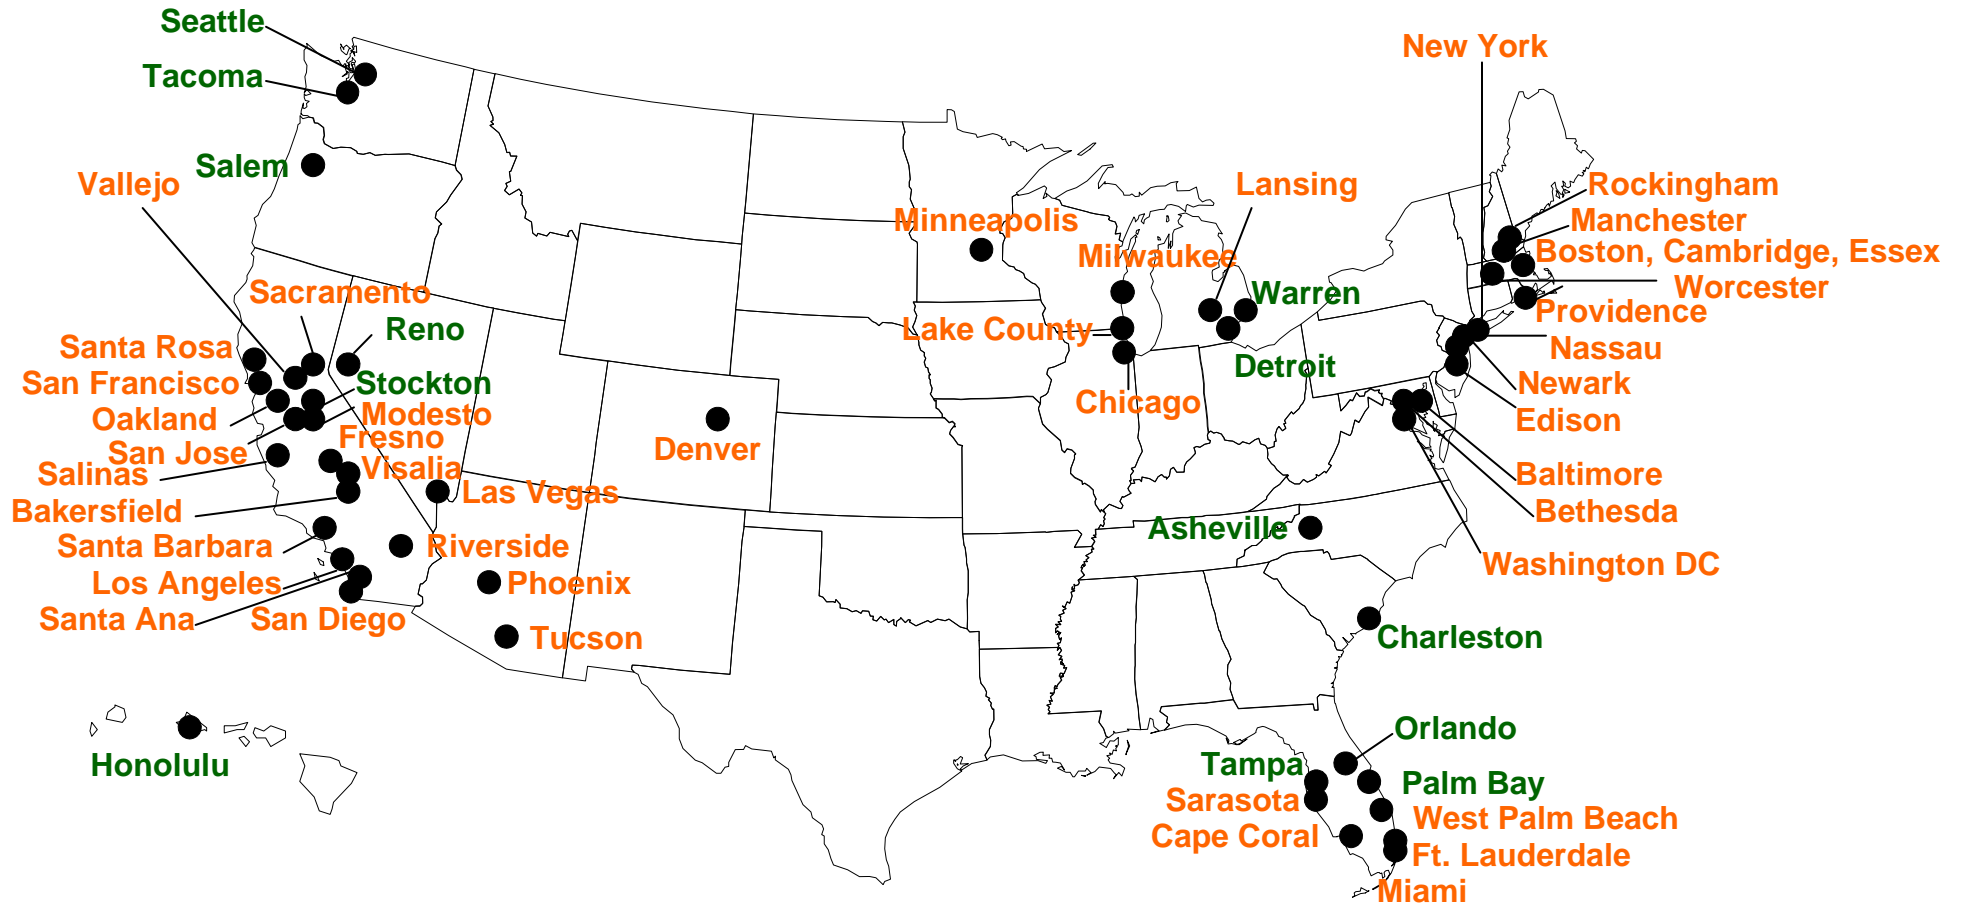 Seattle
New York
Tacoma
Salem
Vallejo
Lansing
Rockingham
Minneapolis
Manchester
Milwaukee
Boston, Cambridge, Essex
Sacramento
Warren
Worcester
Reno
Lake County
Providence
Santa Rosa
Nassau
San Francisco
Stockton
Detroit
Newark
Oakland
Modesto
Chicago
Edison
Fresno
San Jose
Denver
Salinas
Visalia
Baltimore
Las Vegas
Bakersfield
Bethesda
Asheville
Santa Barbara
Riverside
Washington DC
Los Angeles
Phoenix
Santa Ana
San Diego
Tucson
Charleston
Orlando
Honolulu
Tampa
Palm Bay
Sarasota
West Palm Beach
Cape Coral
Ft. Lauderdale
Miami